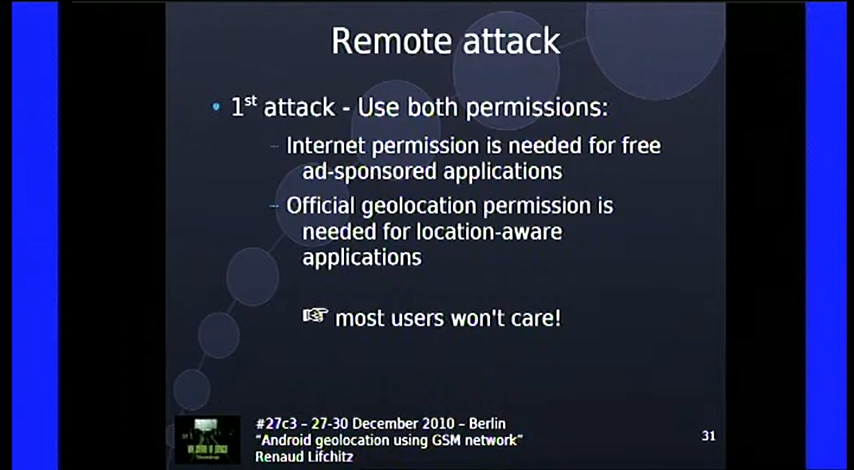 Remote attack
1st attack - Use both permissions:
Internet permission is needed for free
ad-sponsored applications
Official geolocation permission is
needed for location-aware
applications
☞ most users won't care!
#27c3 – 27-30 December 2010 – Berlin
"Android geolocation using GSM network"
Renaud Lifchitz
31